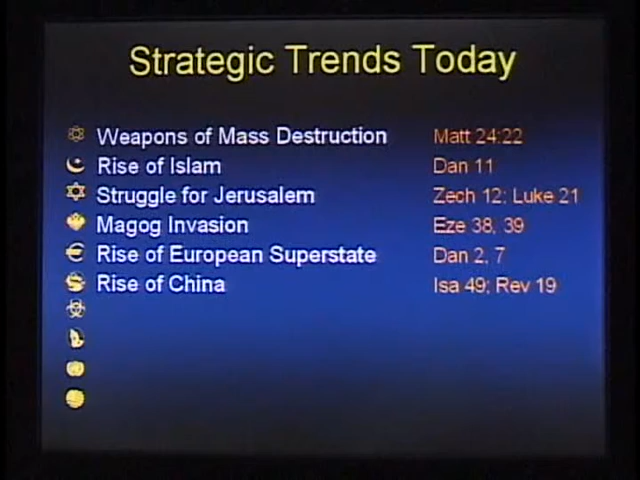 Strategic Trends Today
Weapons of Mass Destruction Matt 24:22
Rise of Islam Dan 11
Struggle for Jerusalem Zech 12; Luke 21
Magog Invasion Eze 38, 39
€ Rise of European Superstate Dan 2, 7
Rise of China Isa 49; Rev 19